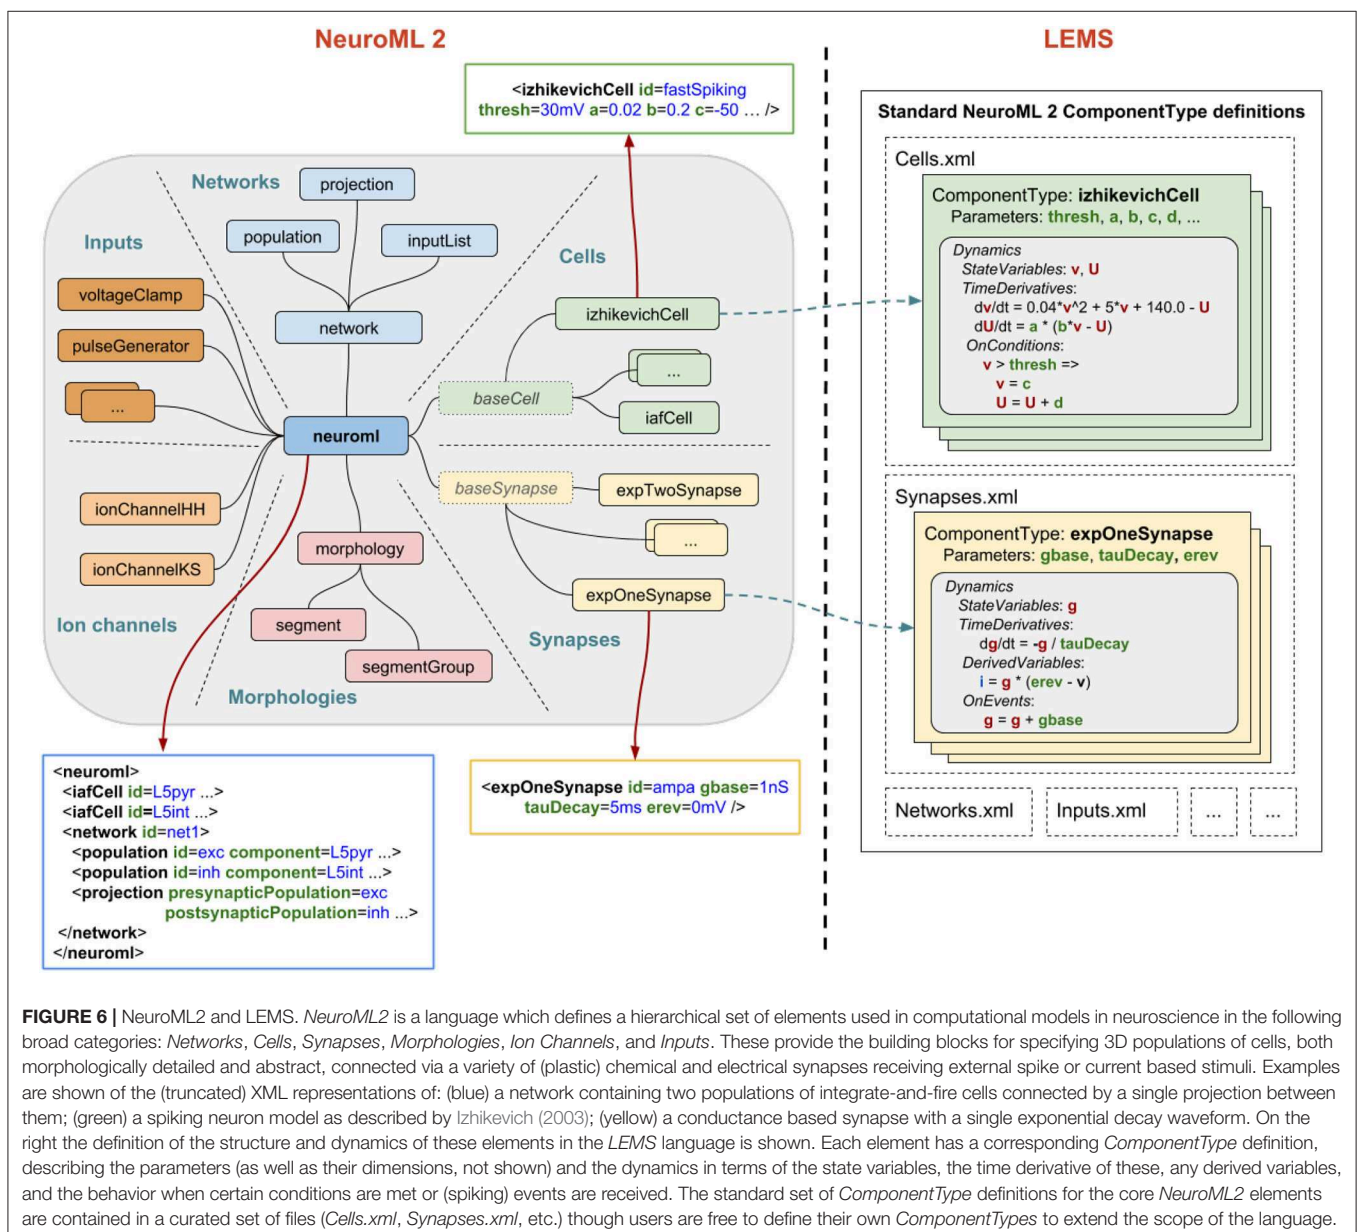 NeuroML 2
LEMS
<izhikevichCell id=fastSpiking
thresh=30mV a=0.02 b=0.2 c=-50 ... />
Networks
projection
population
inputList
network
Inputs
voltageClamp
pulseGenerator
...
Cells
izhikevichCell
...
baseCell
iafCell
neuroml
baseSynapse
expTwoSynapse
...
expOneSynapse
Synapses
ionChannelHH
ionChannelKS
Ion channels
morphology
segment
segmentGroup
Morphologies
<neuroml>
<iafCell id=L5pyr ...>
<iafCell id=L5int ...>
<network id=net1>
<population id=exc component=L5pyr ...>
<population id=inh component=L5int ...>
<projection presynapticPopulation=exc
postsynapticPopulation=inh ...>
</network>
</neuroml>
<expOneSynapse id=ampa gbase=1nS
tauDecay=5ms erev=0mV />
Standard NeuroML 2 ComponentType definitions
Cells.xml
ComponentType: izhikevichCell
Parameters: thresh, a, b, c, d, ...
Dynamics
StateVariables: v, U
TimeDerivatives:
dv/dt = 0.04*v^2 + 5*v + 140.0 - U
dU/dt = a * (b*v - U)
OnConditions:
v > thresh =>
v = c
U = U + d
Synapses.xml
ComponentType: expOneSynapse
Parameters: gbase, tauDecay, erev
Dynamics
StateVariables: g
TimeDerivatives:
dg/dt = -g / tauDecay
DerivedVariables:
i = g * (erev - v)
OnEvents:
g = g + gbase
Networks.xml
Inputs.xml
...
...
FIGURE 6 | NeuroML2 and LEMS. NeuroML2 is a language which defines a hierarchical set of elements used in computational models in neuroscience in the following
broad categories: Networks, Cells, Synapses, Morphologies, Ion Channels, and Inputs. These provide the building blocks for specifying 3D populations of cells, both
morphologically detailed and abstract, connected via a variety of (plastic) chemical and electrical synapses receiving external spike or current based stimuli. Examples
are shown of the (truncated) XML representations of: (blue) a network containing two populations of integrate-and-fire cells connected by a single projection between
them; (green) a spiking neuron model as described by Izhikevich (2003); (yellow) a conductance based synapse with a single exponential decay waveform. On the
right the definition of the structure and dynamics of these elements in the LEMS language is shown. Each element has a corresponding ComponentType definition,
describing the parameters (as well as their dimensions, not shown) and the dynamics in terms of the state variables, the time derivative of these, any derived variables,
and the behavior when certain conditions are met or (spiking) events are received. The standard set of ComponentType definitions for the core NeuroML2 elements
are contained in a curated set of files (Cells.xml, Synapses.xml, etc.) though users are free to define their own ComponentTypes to extend the scope of the language.